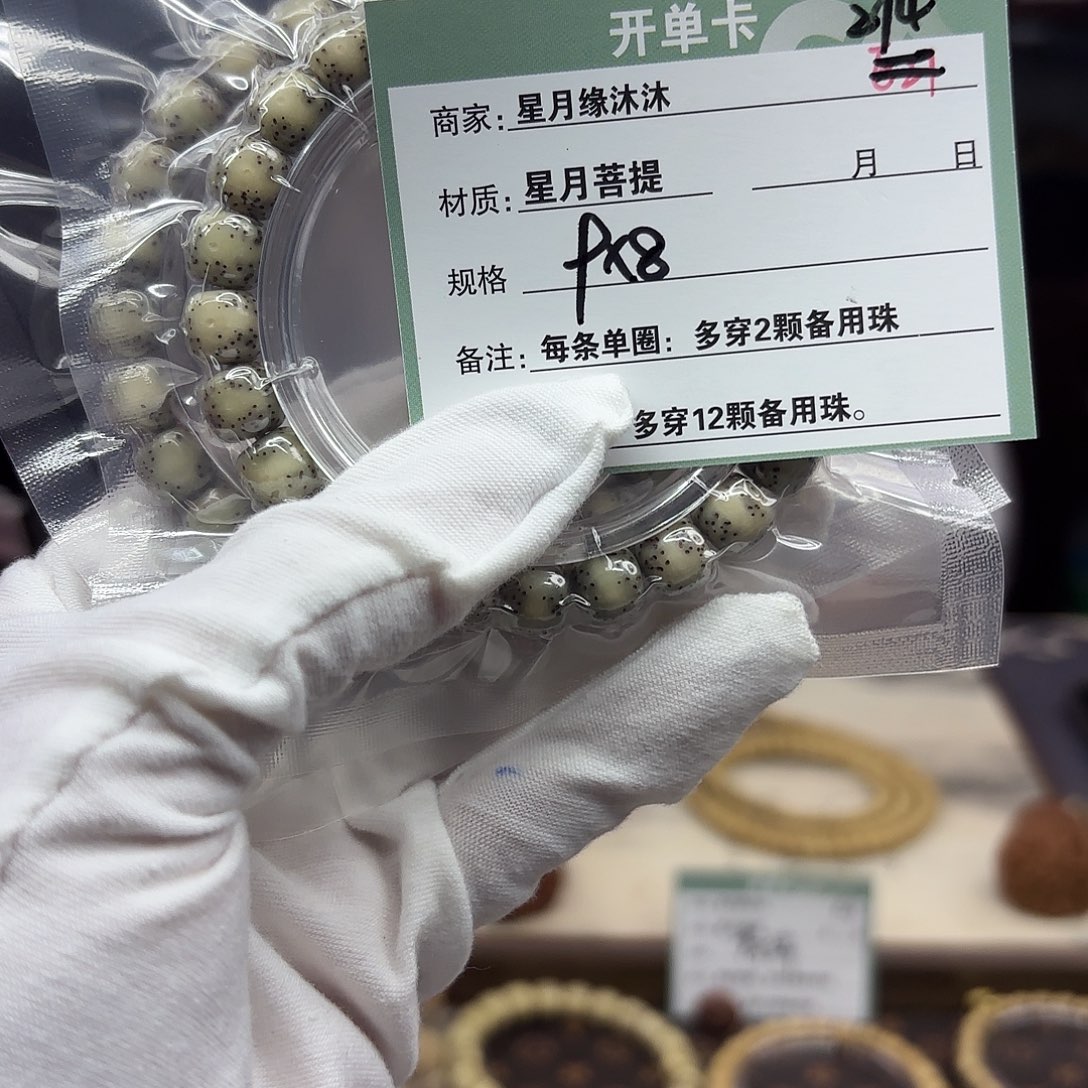 开单卡
214
商家: 星月缘沐沐
材质: 星月菩提 月 日
规格 9x8
备注: 每条单圈: 多穿2颗备用珠
多穿12颗备用珠。